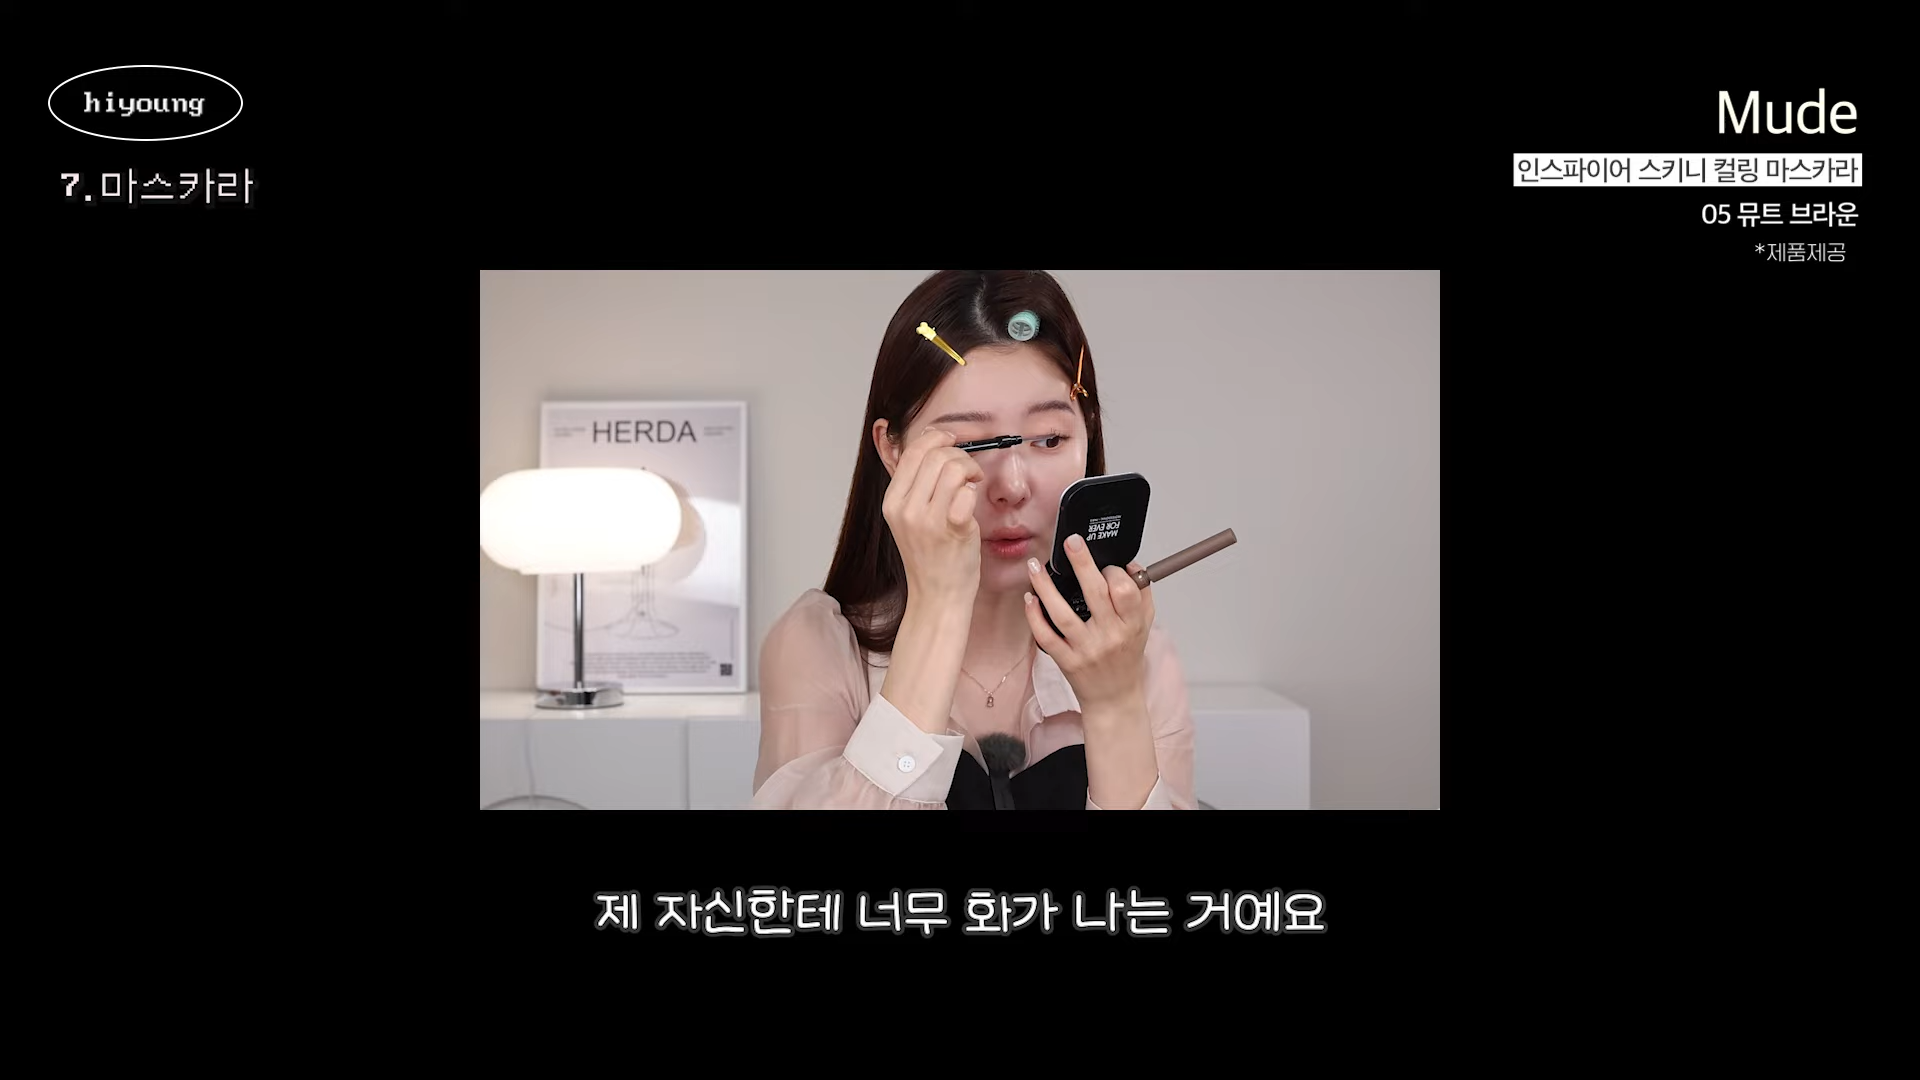 hiyoung
7.마스카라
Mude
인스파이어 스키니 컬링 마스카라
05 뮤트 브라운
*제품제공
HERDA
MAKE UP
FOR EVER
제 자신한테 너무 화가 나는 거예요